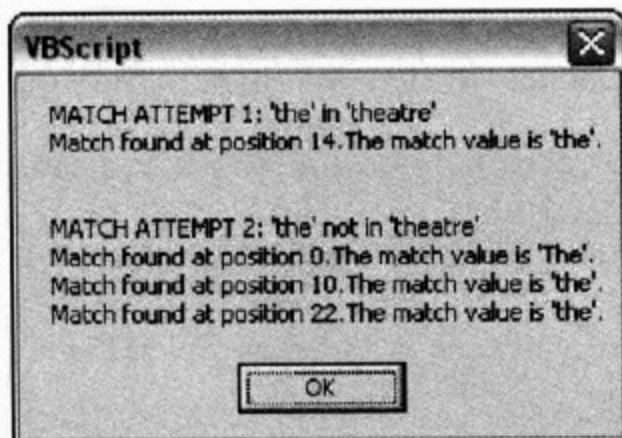 VBScript
MATCH ATTEMPT 1: 'the' in 'theatre'
Match found at position 14.The match value is 'the'.
MATCH ATTEMPT 2: 'the' not in 'theatre'
Match found at position 0.The match value is 'The'.
Match found at position 10.The match value is 'the'.
Match found at position 22.The match value is 'the'.
OK